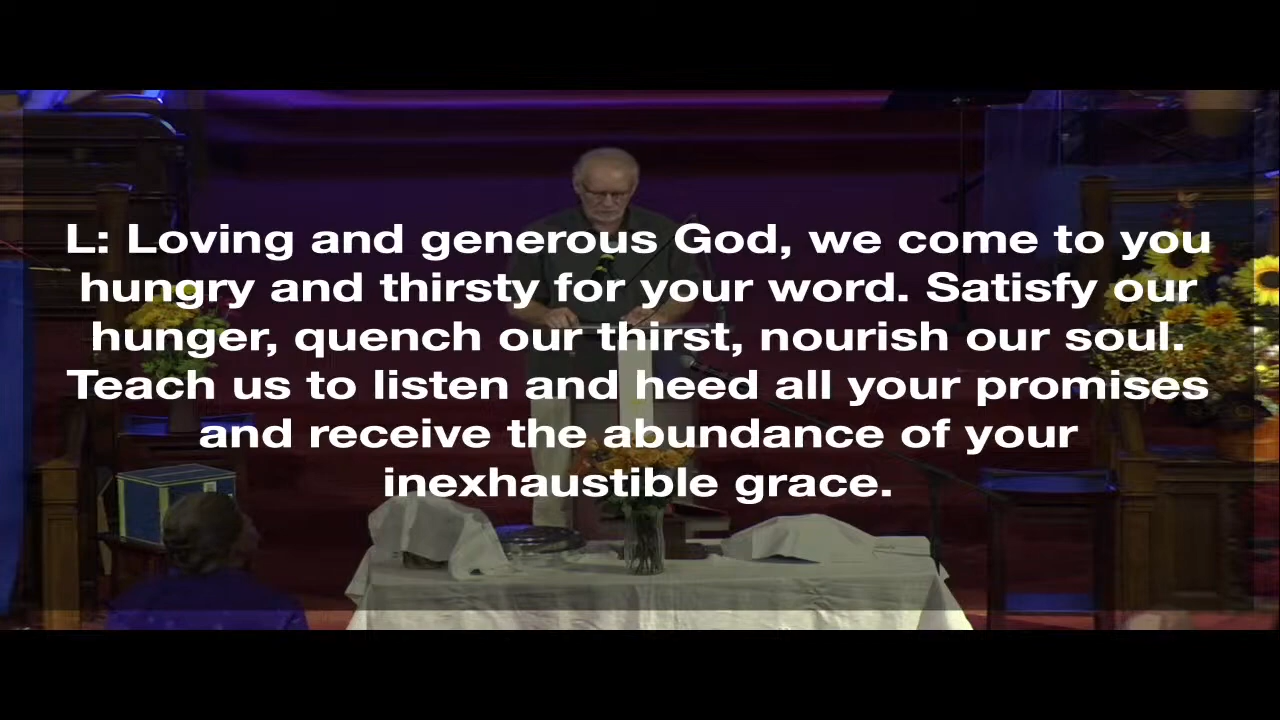 L: Loving and generous God, we come to you
hungry and thirsty for your word. Satisfy our
hunger, quench our thirst, nourish our soul.
Teach us to listen and heed all your promises
and receive the abundance of your
inexhaustible grace.